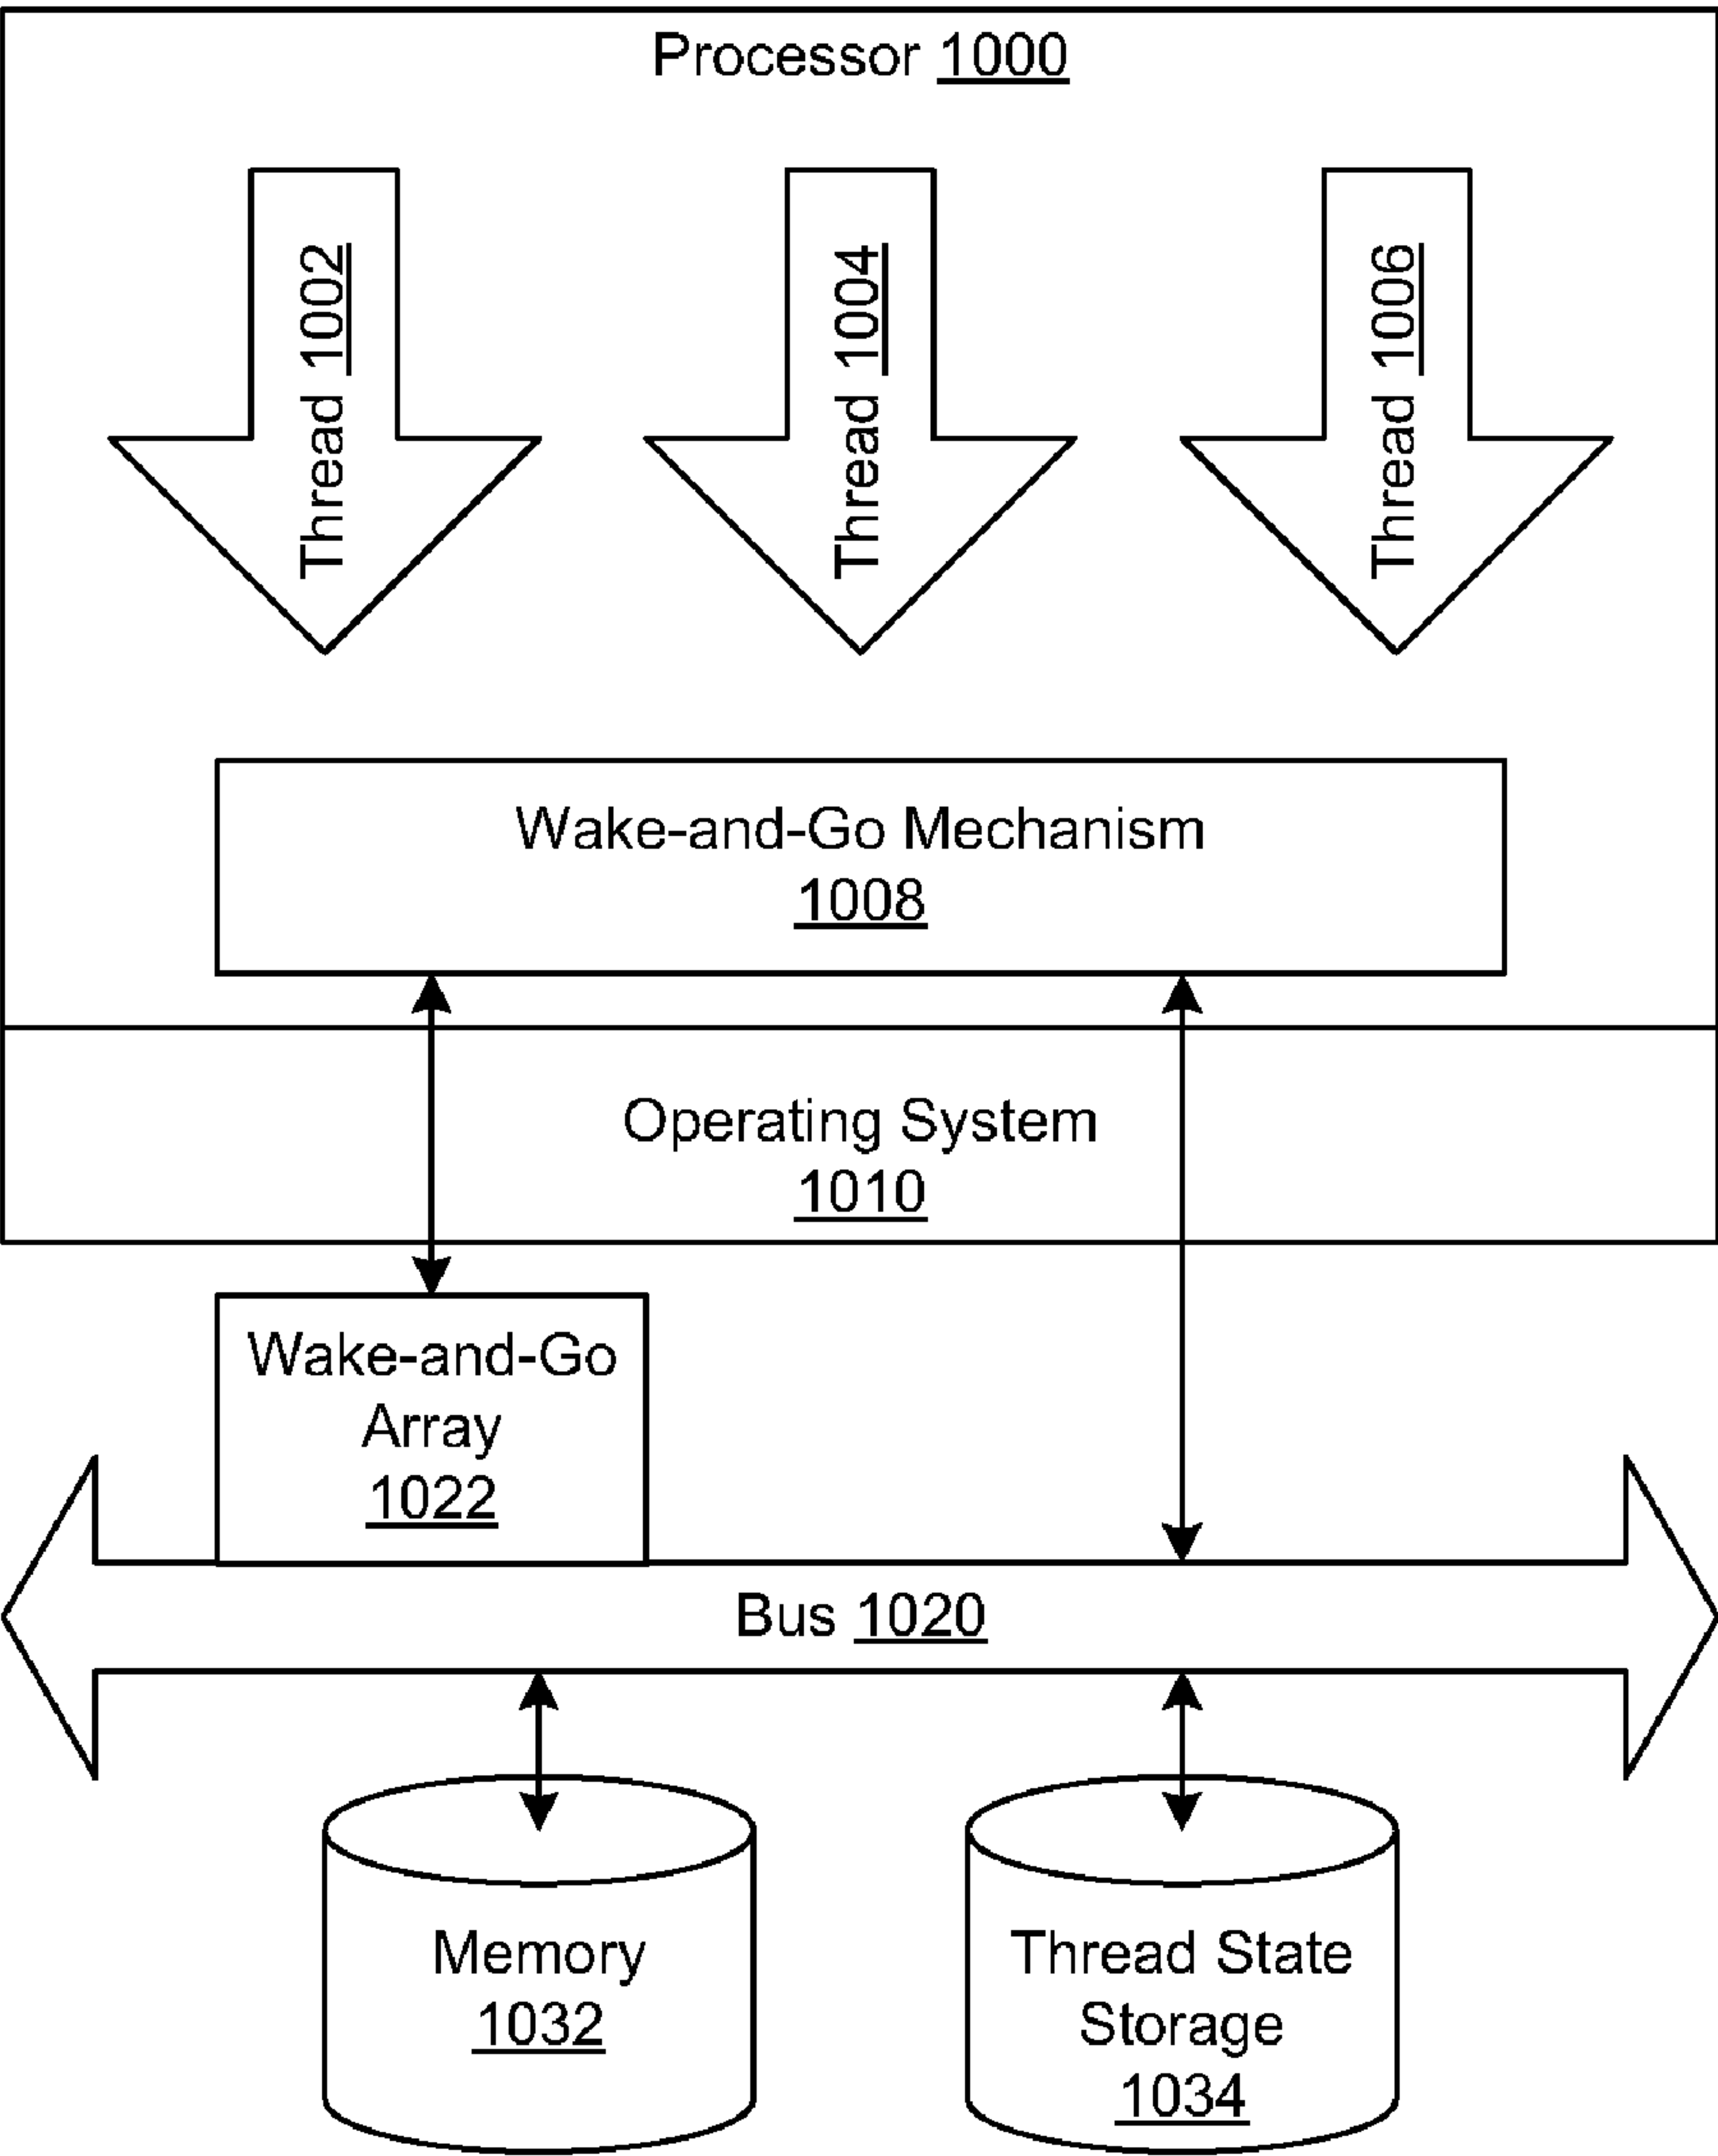 Processor 1000
Thread 1002
Thread 1004
Thread 1006
Wake-and-Go Mechanism
1008
Operating System
1010
Wake-and-Go
Array
1022
Bus 1020
Memory
1032
Thread State
Storage
1034